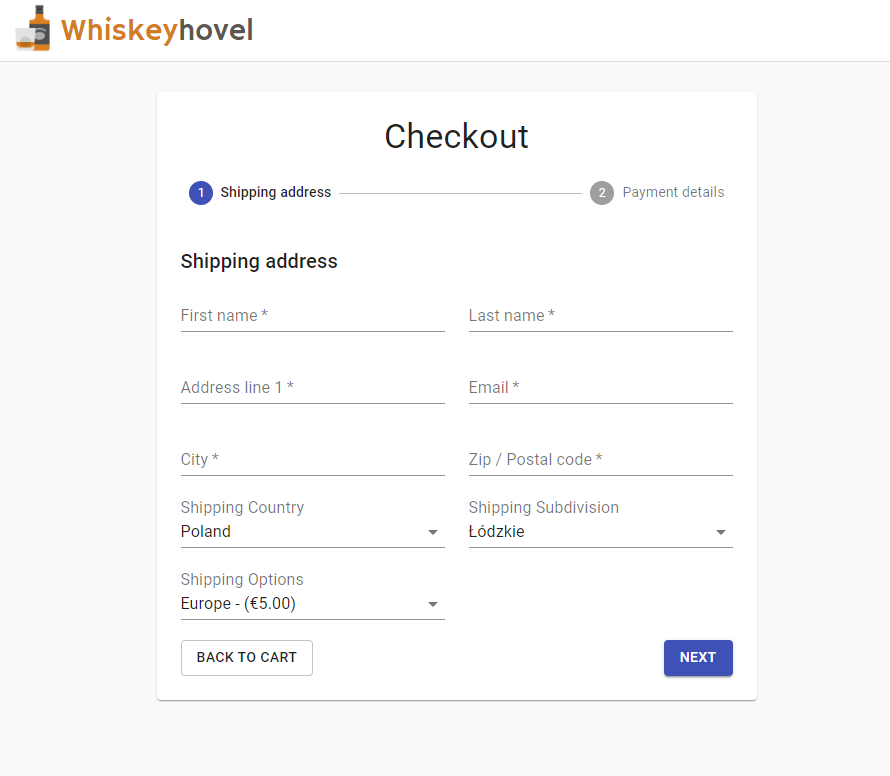 Whiskeyhovel
Checkout
1 Shipping address 2 Payment details
Shipping address
First name * Last name *
Address line 1 * Email *
City * Zip / Postal code *
Shipping Country Shipping Subdivision
Poland Łódzkie
Shipping Options
Europe - (€5.00)
BACK TO CART NEXT